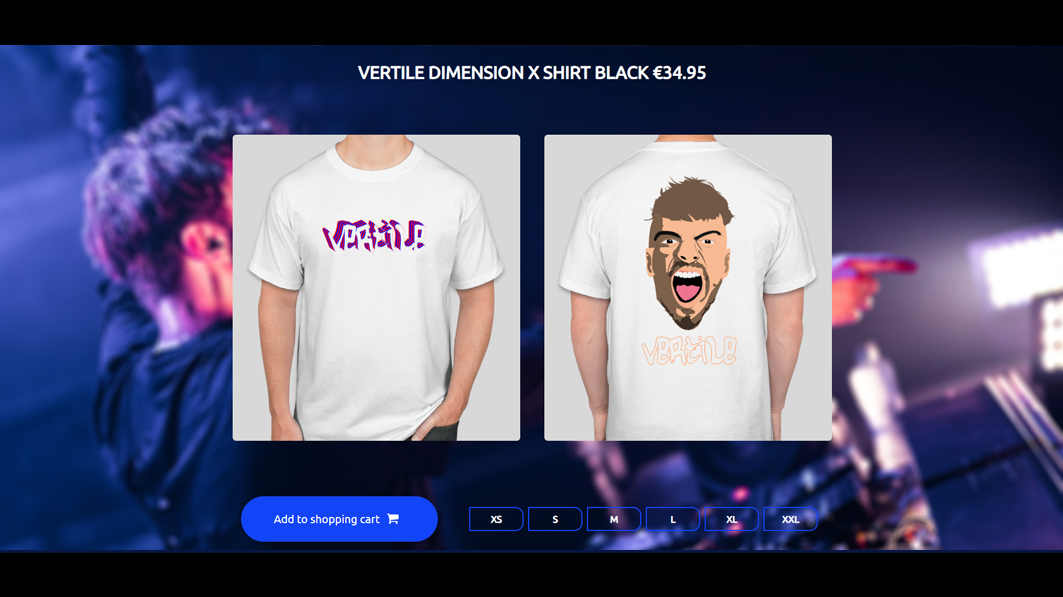 VERTILE DIMENSION X SHIRT BLACK €34.95
VERTILE
VERTILE
Add to shopping cart
XS
S
M
L
XL
XXL